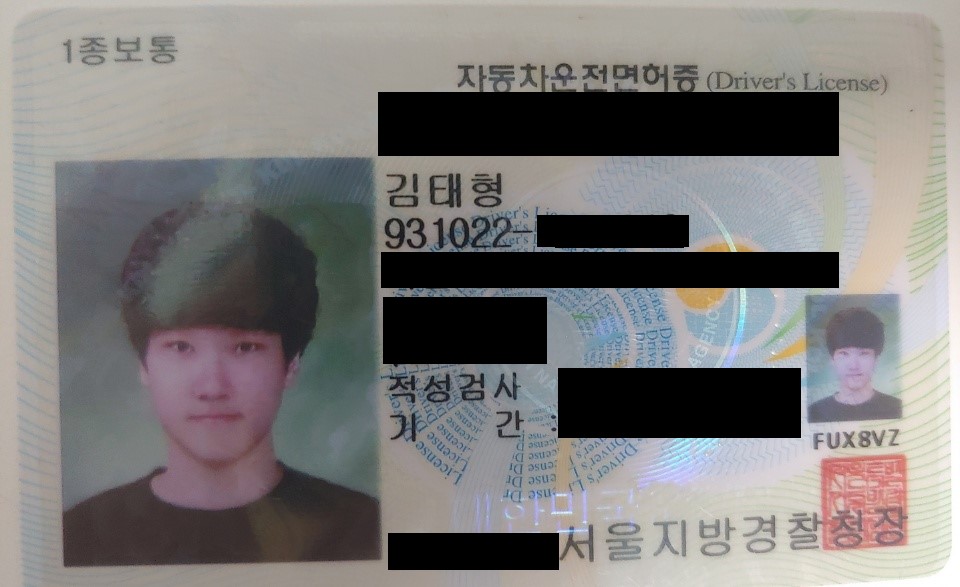 1종보통
자동차운전면허증 (Driver's License)
김태형
931022-
적성검사
기 간 :
FUX8VZ
서울지방경찰청장